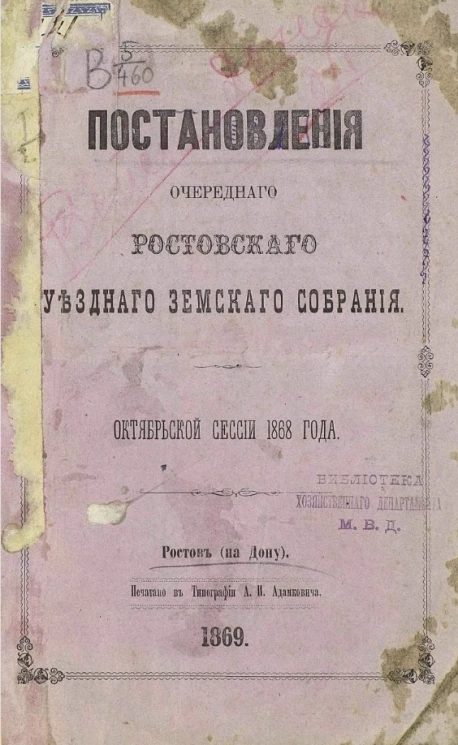 В 5/460
ПОСТАНОВЛЕНІЯ
ОЧЕРЕДНАГО
РОСТОВСКАГО
УѢЗДНАГО ЗЕМСКАГО СОБРАНІЯ.
ОКТЯБРЬСКОЙ СЕССІИ 1868 ГОДА.
БИБЛІОТЕКА
ХОЗЯЙСТВЕННАГО ДЕПАРТАМЕНТА
М. В. Д.
Ростовъ (на Дону).
Печатано въ Типографіи А. И. Адамковича.
1869.